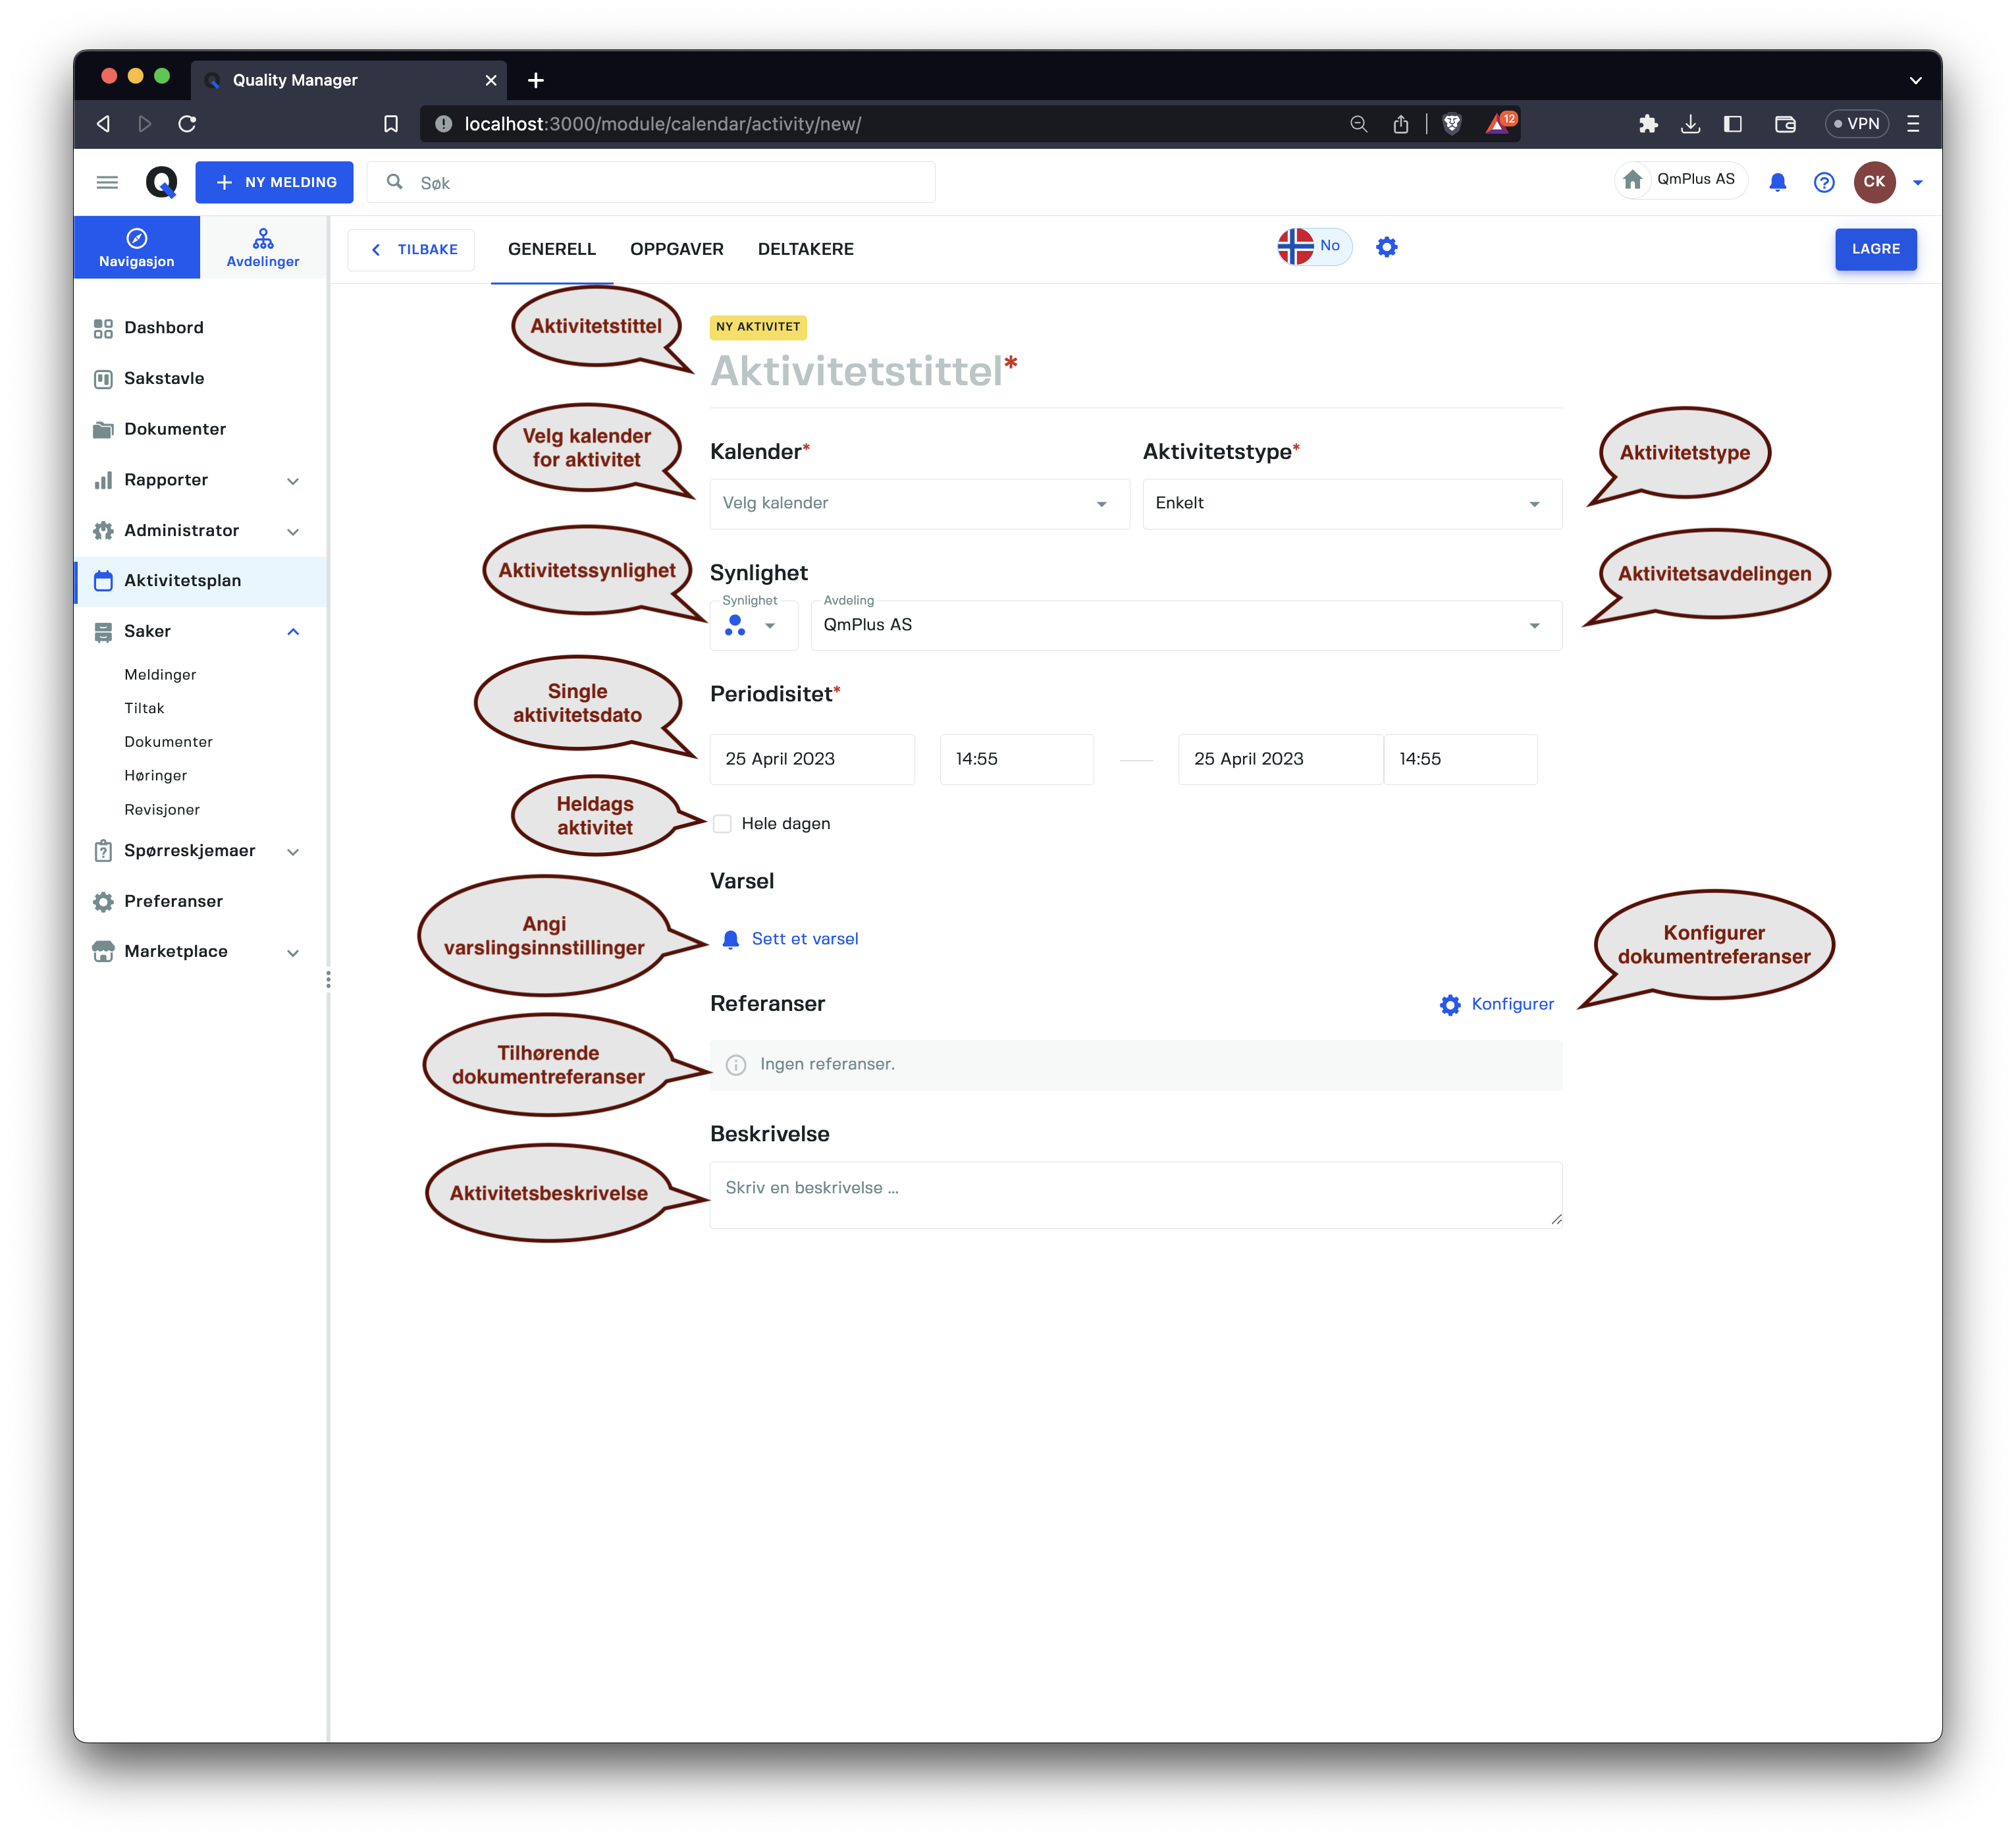 Quality Manager
localhost:3000/module/calendar/activity/new/
12
VPN
NY MELDING
Søk
QmPlus AS
CK
Navigasjon
Avdelinger
TILBAKE
GENERELL
OPPGAVER
DELTAKERE
No
LAGRE
Dashbord
Sakstavle
Dokumenter
Rapporter
Administrator
Aktivitetsplan
Saker
Meldinger
Tiltak
Dokumenter
Høringer
Revisjoner
Spørreskjemaer
Preferanser
Marketplace
Aktivitetstittel
NY AKTIVITET
Aktivitetstittel*
Velg kalender
for aktivitet
Kalender*
Aktivitetstype*
Aktivitetstype
Velg kalender
Enkelt
Aktivitetssynlighet
Synlighet
Aktivitetsavdelingen
Synlighet
Avdeling
QmPlus AS
Single
aktivitetsdato
Periodisitet*
25 April 2023
14:55
25 April 2023
14:55
Heldags
aktivitet
Hele dagen
Varsel
Angi
varslingsinnstillinger
Sett et varsel
Konfigurer
dokumentreferanser
Referanser
Konfigurer
Tilhørende
dokumentreferanser
Ingen referanser.
Beskrivelse
Aktivitetsbeskrivelse
Skriv en beskrivelse ...